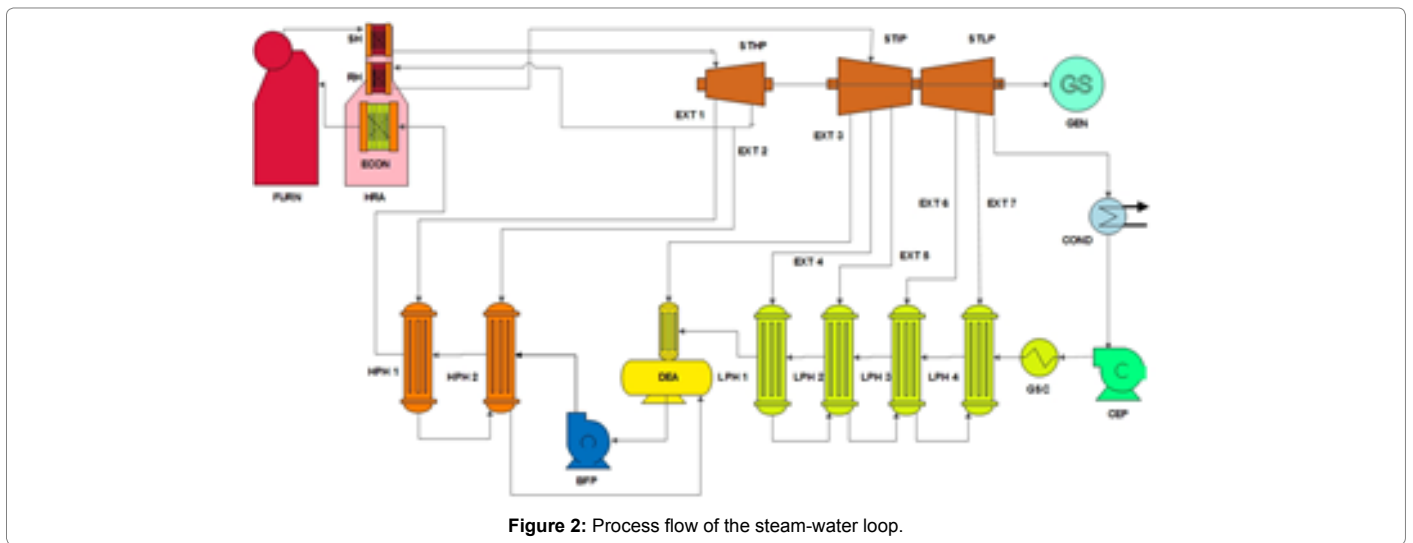 SH
STHP
STIP
STLP
RH
GS
GEN
EXT 1
EXT 2
EXT 3
ECON
FURN
HRA
EXT 6
EXT 7
COND
EXT 4
EXT 5
HPH 1
HPH 2
DEA
LPH 1
LPH 2
LPH 3
LPH 4
GSC
C
CEP
BFP
Figure 2: Process flow of the steam-water loop.